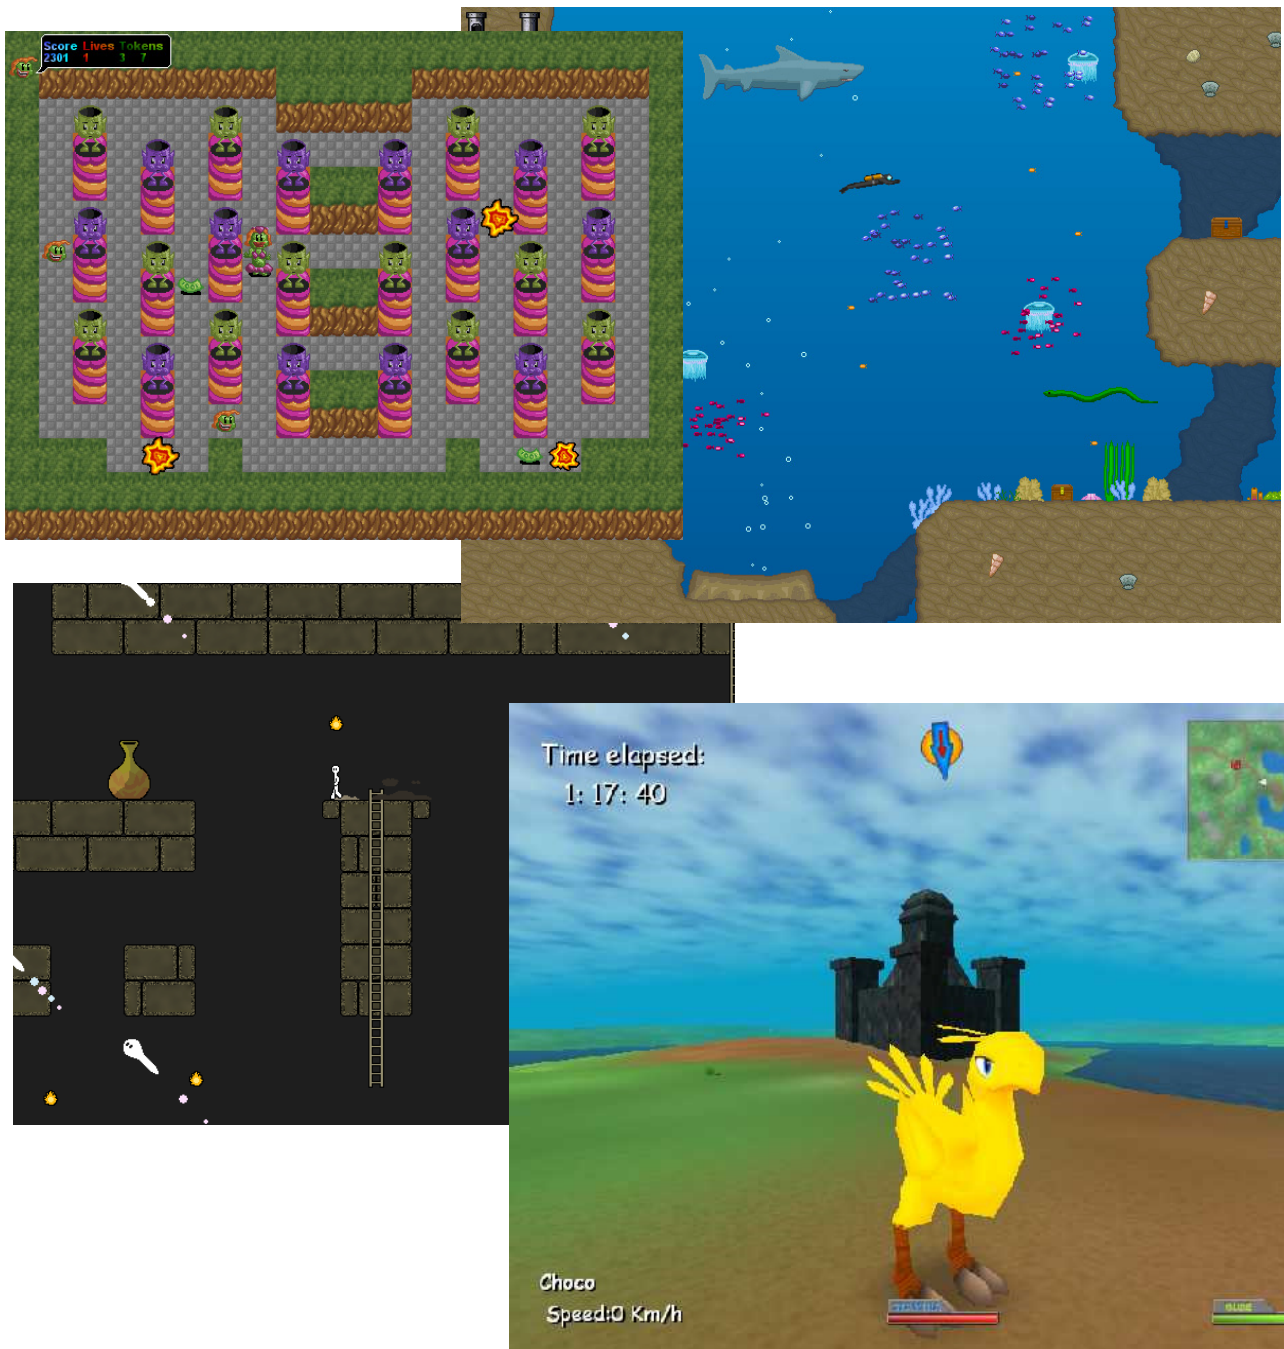 Score Lives Tokens
2301 1 3 7
Time elapsed:
1: 17: 40
Choco
Speed:0 Km/h